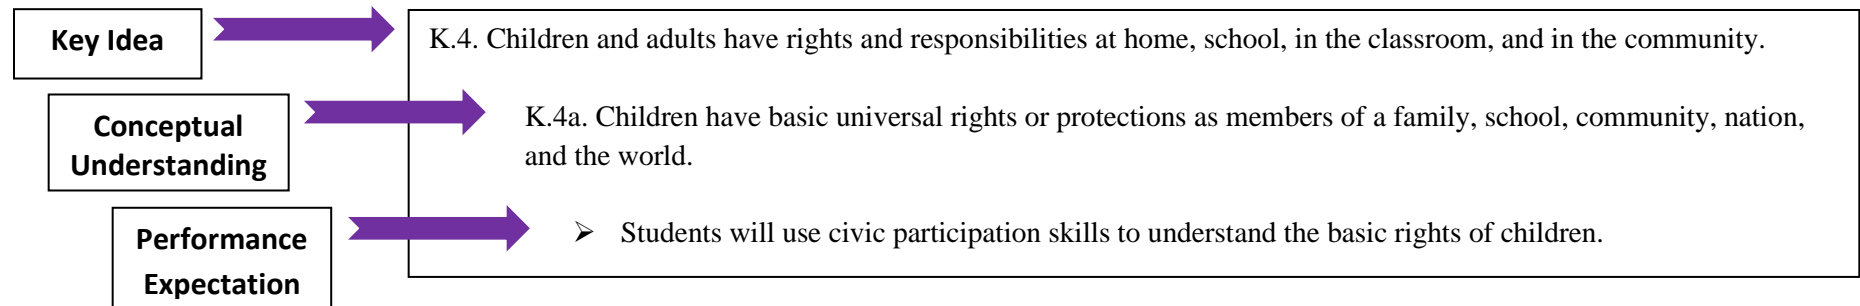 Key Idea
K.4. Children and adults have rights and responsibilities at home, school, in the classroom, and in the community.
Conceptual
Understanding
K.4a. Children have basic universal rights or protections as members of a family, school, community, nation,
and the world.
Performance
Expectation
➢ Students will use civic participation skills to understand the basic rights of children.